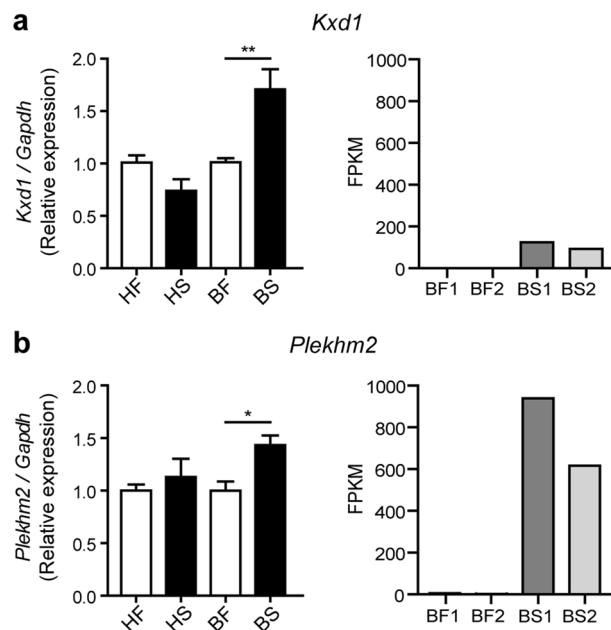 a
Kxd1
Kxd1 / Gapdh
(Relative expression)
2.0
1.5
1.0
0.5
0.0
**
HF
HS
BF
BS
FPKM
1000
800
600
400
200
0
BF1 BF2 BS1 BS2
b
Plekhm2
Plekhm2 / Gapdh
(Relative expression)
2.0
1.5
1.0
0.5
0.0
*
HF
HS
BF
BS
FPKM
1000
800
600
400
200
0
BF1 BF2 BS1 BS2